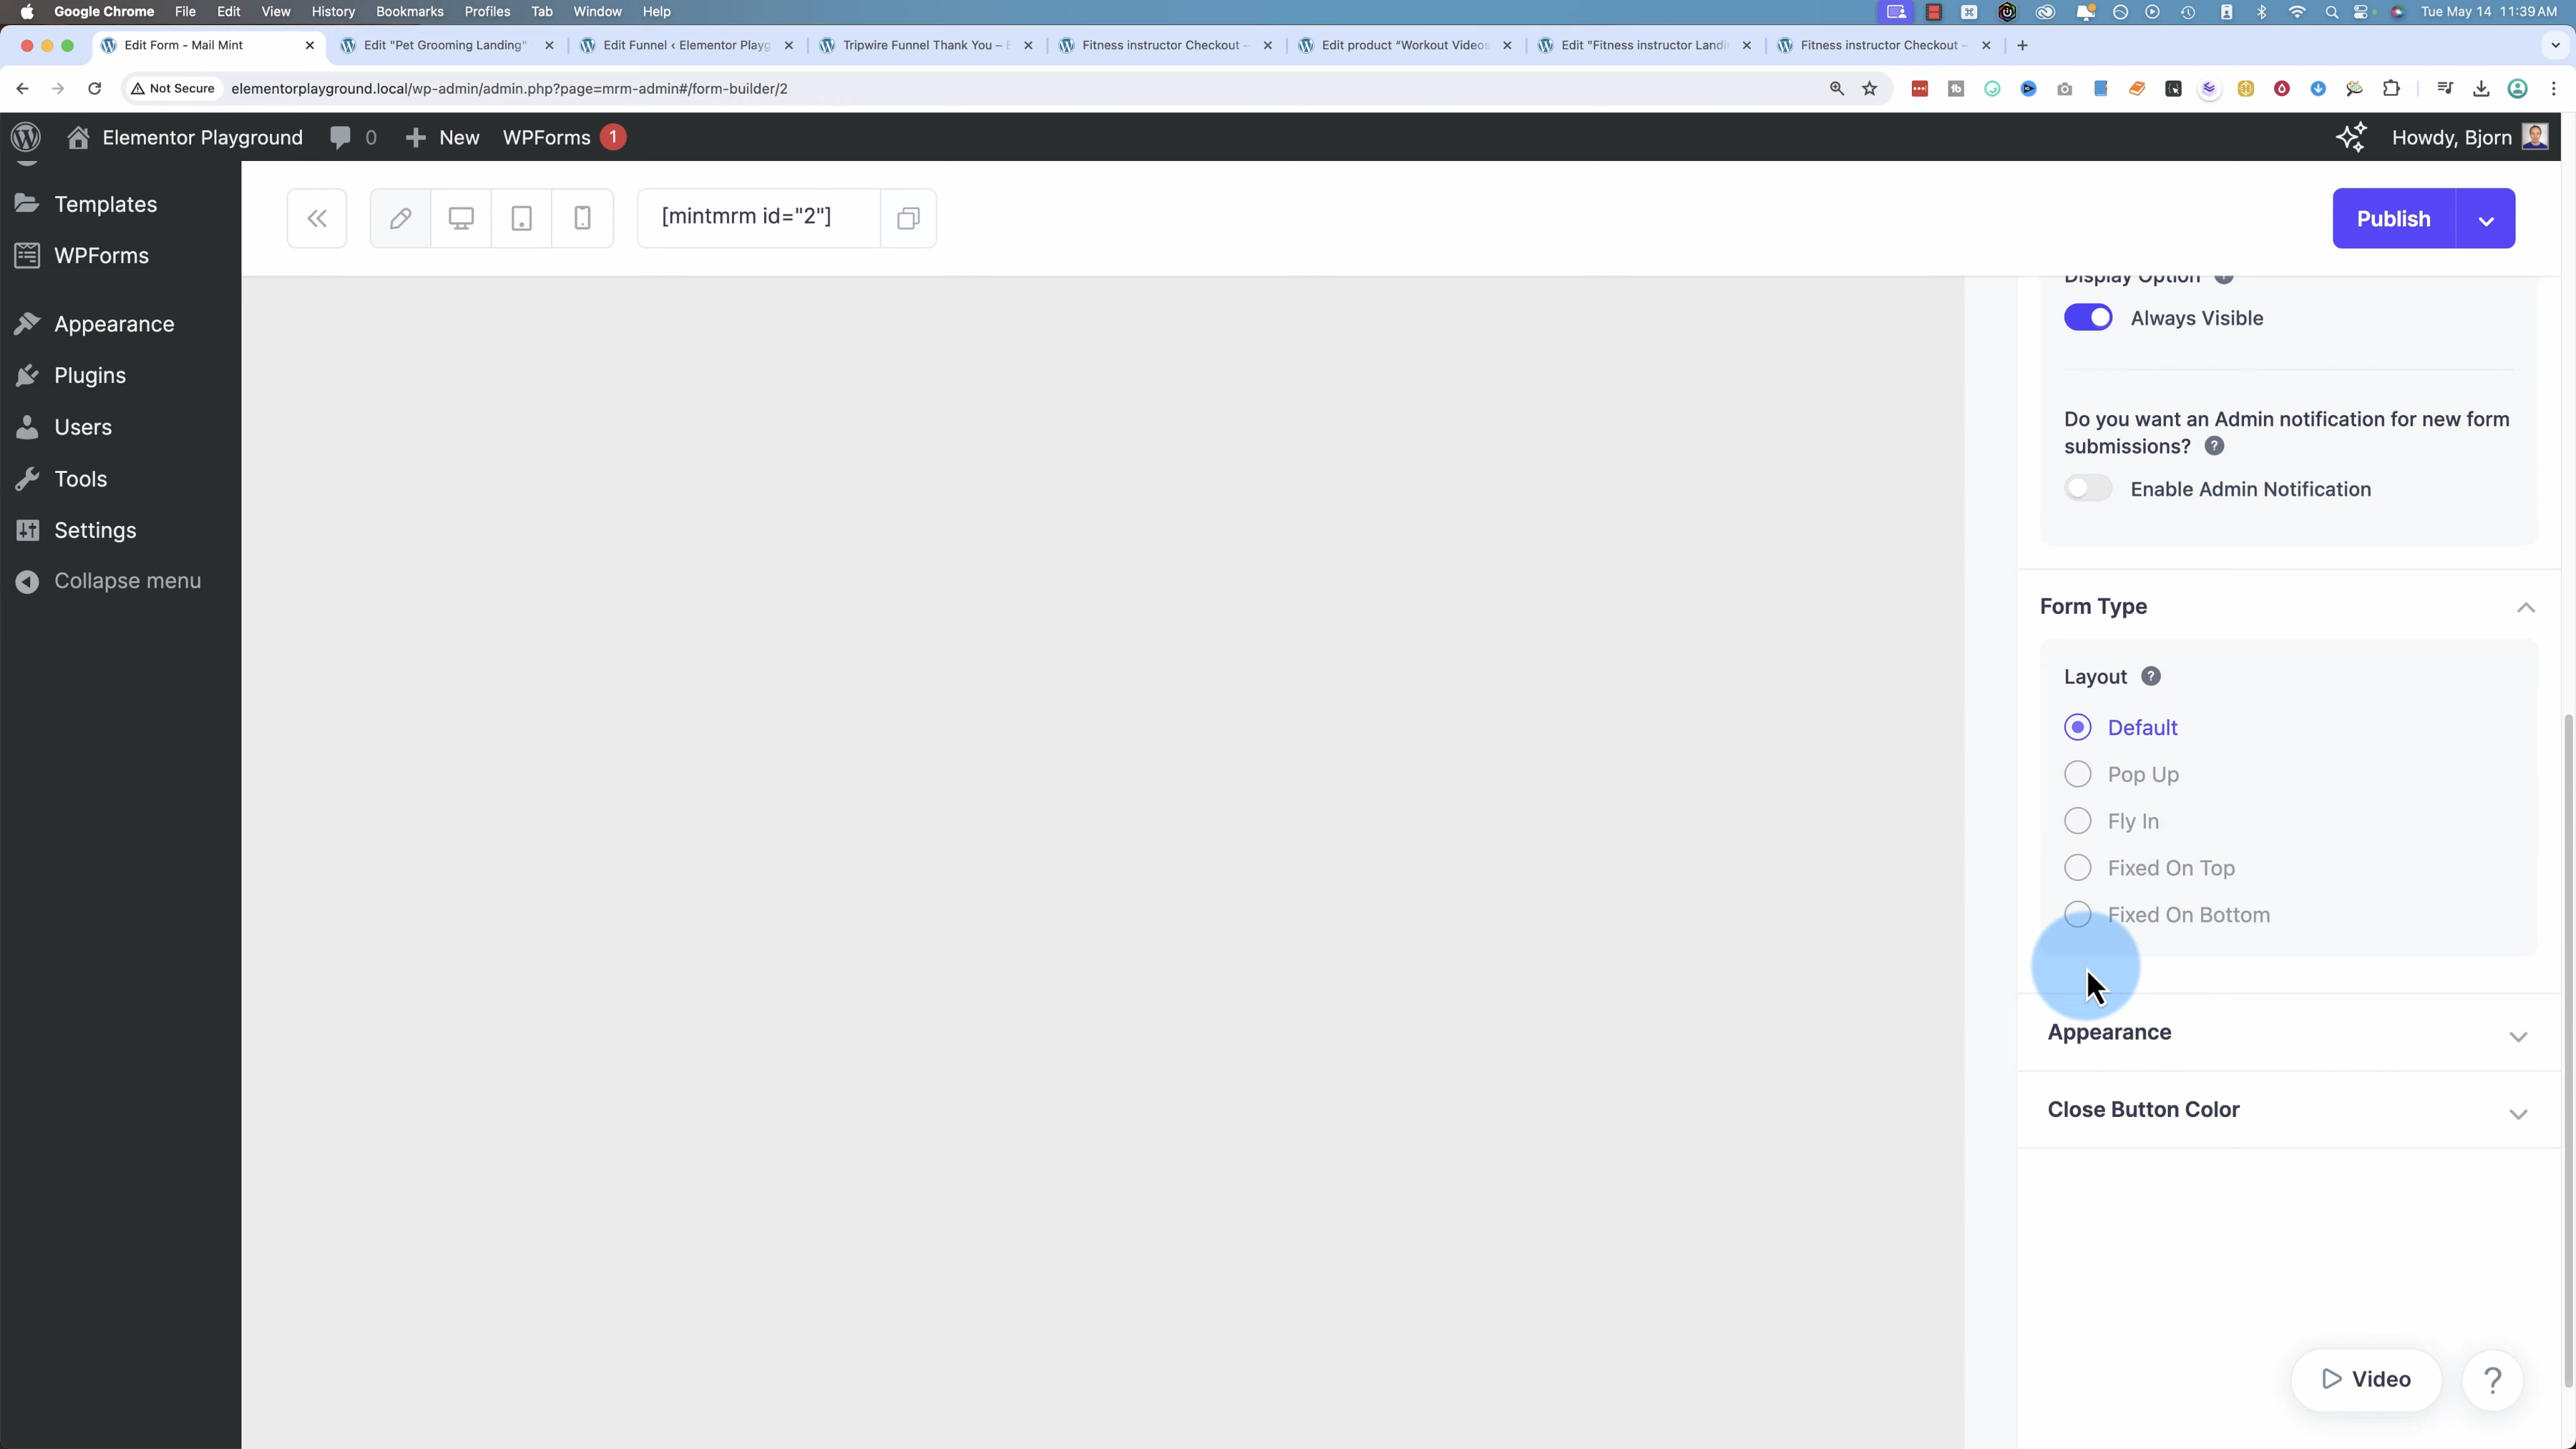 Google Chrome File Edit View History Bookmarks Profiles Tab Window Help Tue May 14 11:39 AM
Edit Form - Mail Mint Edit "Pet Grooming Landing" Edit Funnel ‹ Elementor Playg Tripwire Funnel Thank You – E Fitness instructor Checkout – Edit product “Workout Videos Edit "Fitness instructor Landi Fitness instructor Checkout –
Not Secure elementorplayground.local/wp-admin/admin.php?page=mrm-admin#/form-builder/2
Elementor Playground 0 New WPForms 1 Howdy, Bjorn
Templates
WPForms
Appearance
Plugins
Users
Tools
Settings
Collapse menu
[mintmrm id="2"]
Publish
Display Option
Always Visible
Do you want an Admin notification for new form
submissions? ?
Enable Admin Notification
Form Type
Layout ?
Default
Pop Up
Fly In
Fixed On Top
Fixed On Bottom
Appearance
Close Button Color
Video ?